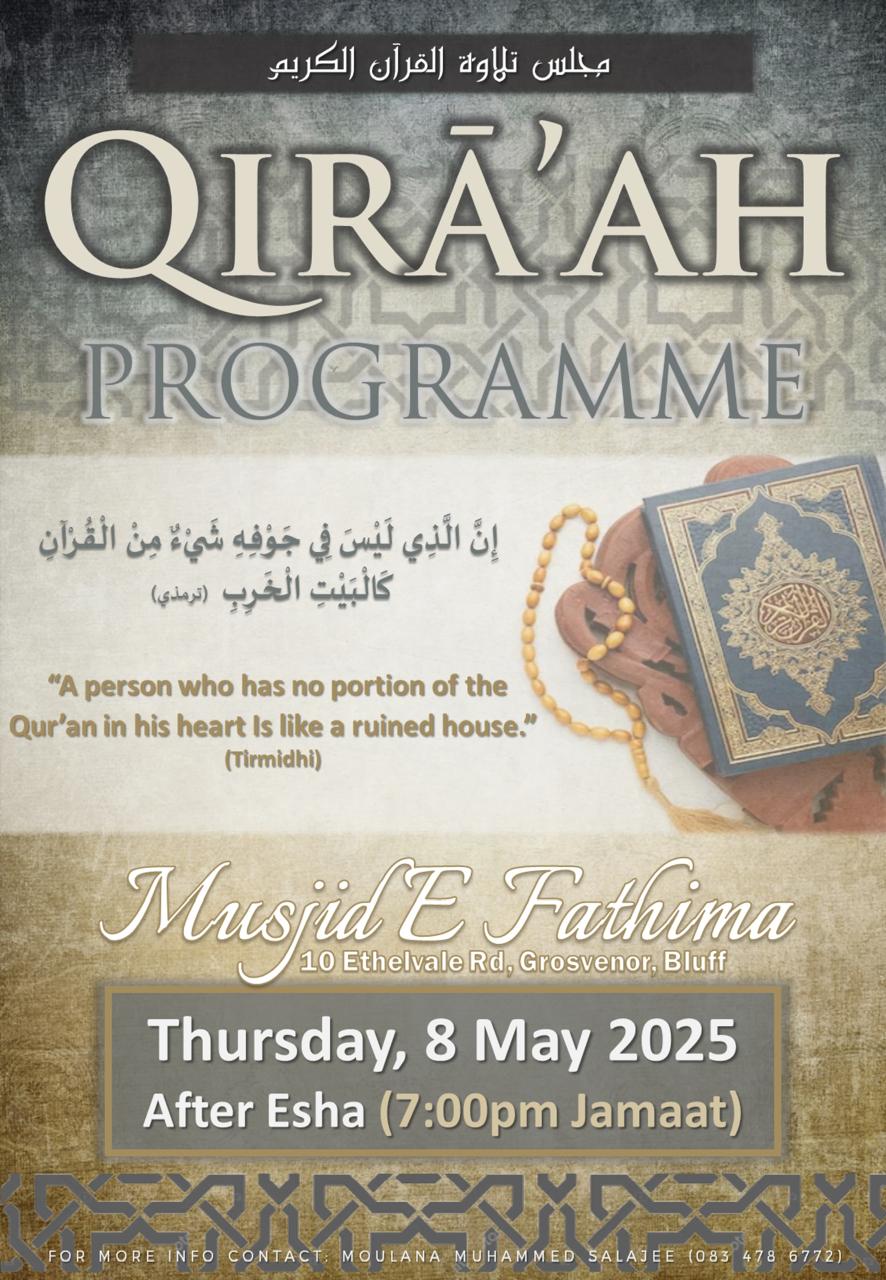 مجلس تلاوة القرآن الكريم
QIRĀ’AH
PROGRAMME
إِنَّ الَّذِي لَيْسَ فِي جَوْفِهِ شَيْءٌ مِنْ الْقُرْآنِ
كَالْبَيْتِ الْخَرِبِ (ترمذي)
“A person who has no portion of the
Qur’an in his heart Is like a ruined house.”
(Tirmidhi)
Musjid E Fathima
10 Ethelvale Rd, Grosvenor, Bluff
Thursday, 8 May 2025
After Esha (7:00pm Jamaat)
FOR MORE INFO CONTACT: MOULANA MUHAMMED SALAJEE (083 478 6772)